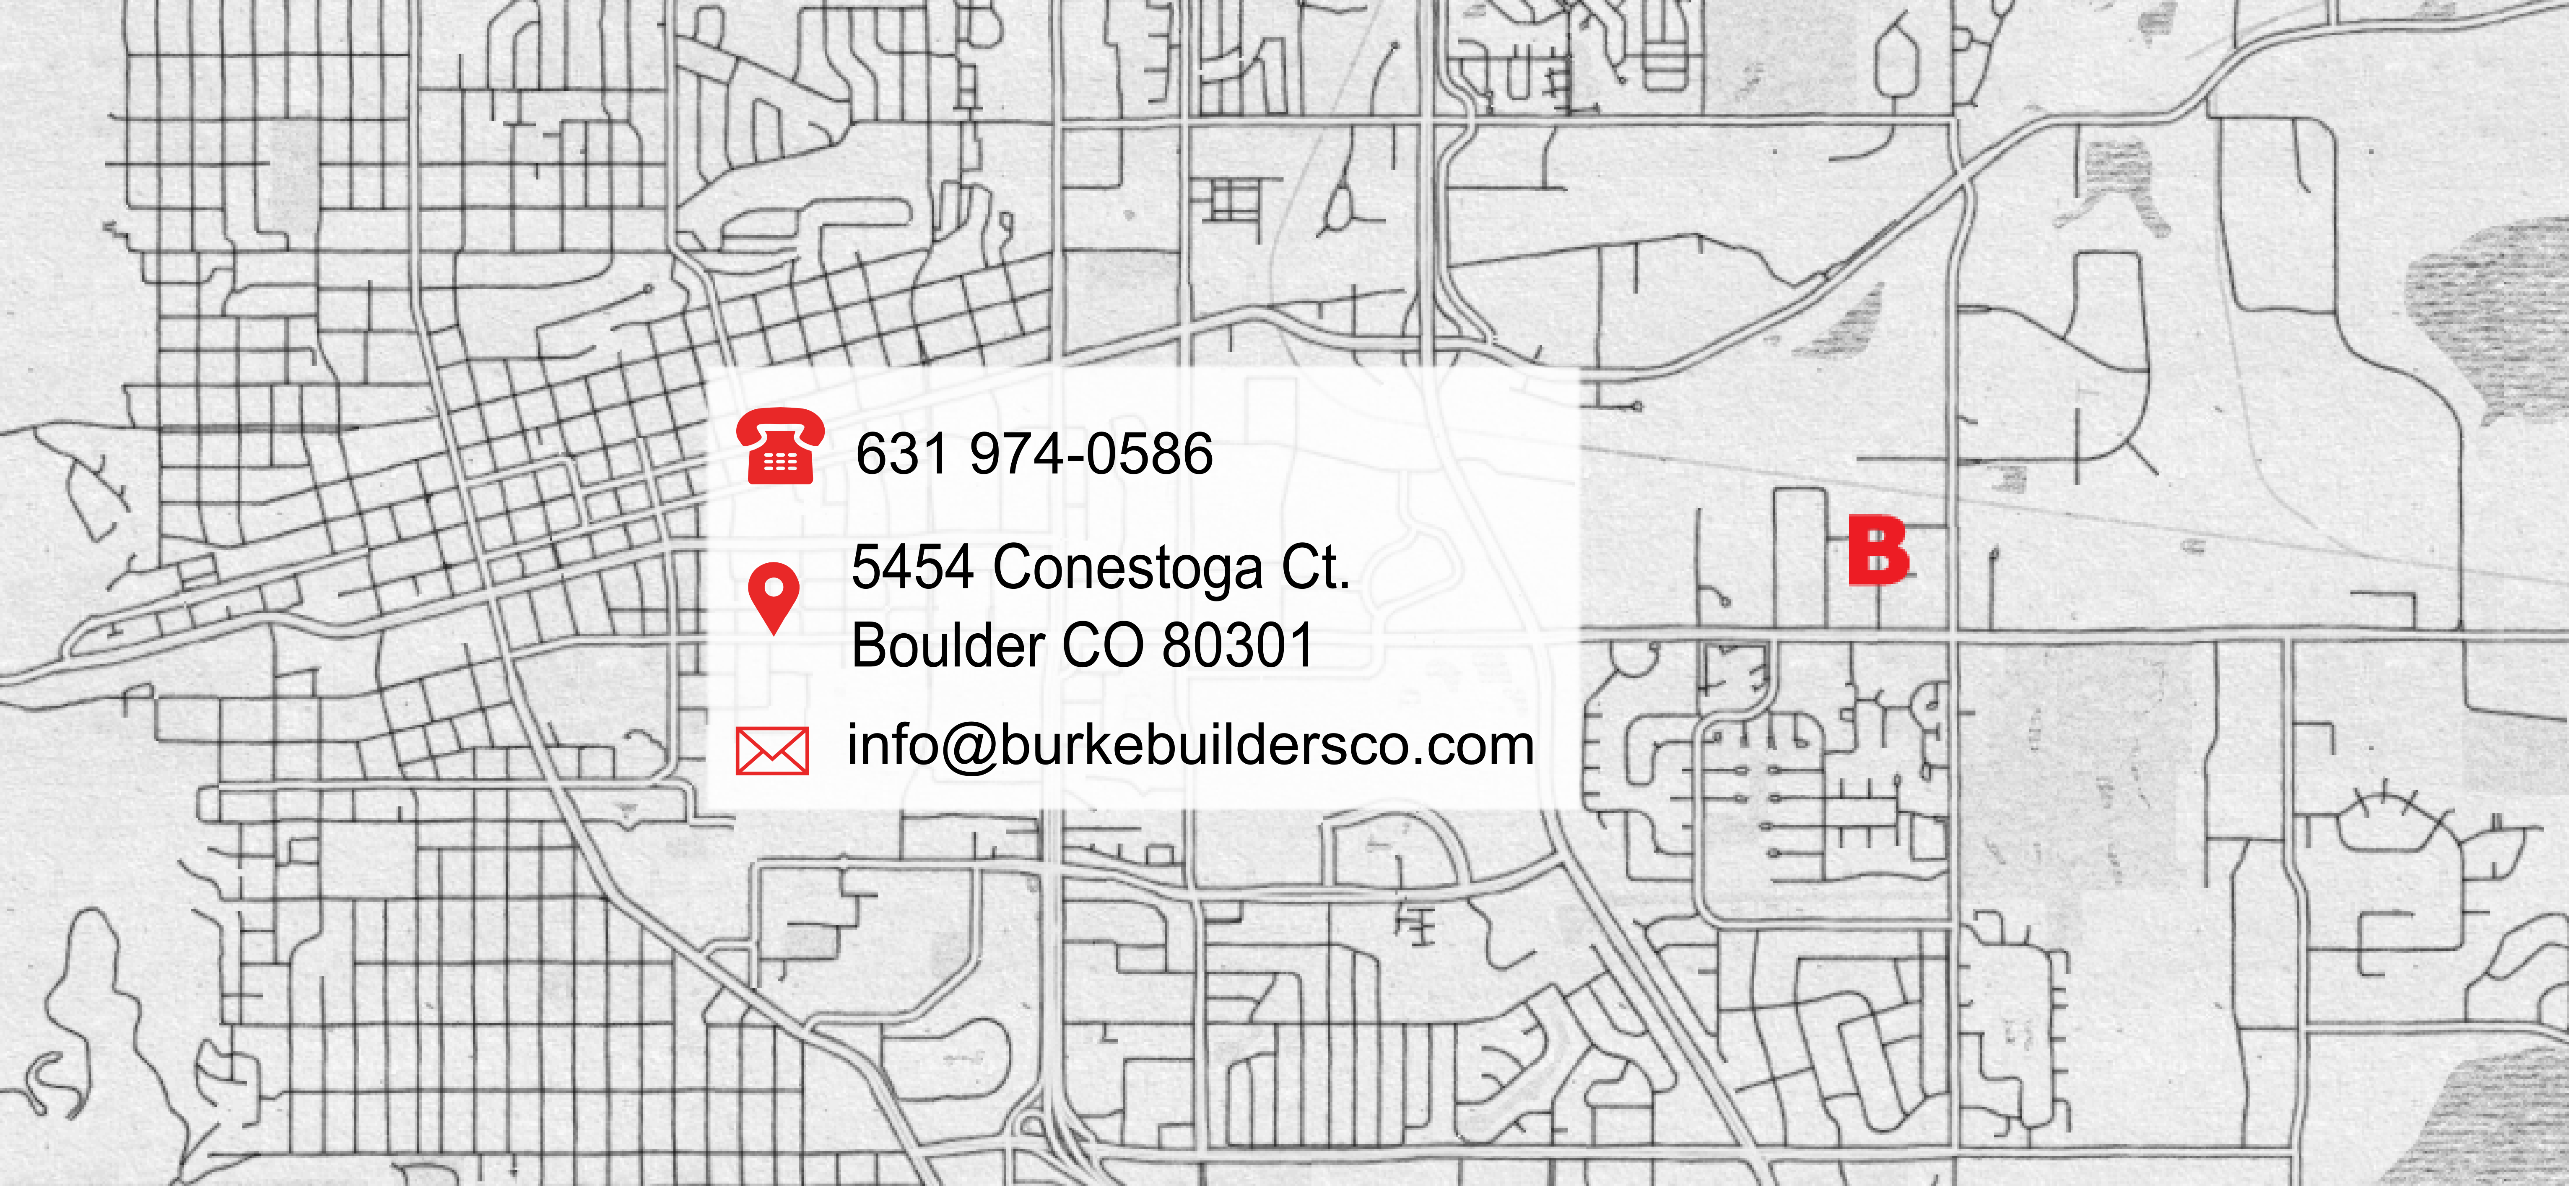 631 974-0586
5454 Conestoga Ct.
Boulder CO 80301
B
info@burkebuildersco.com